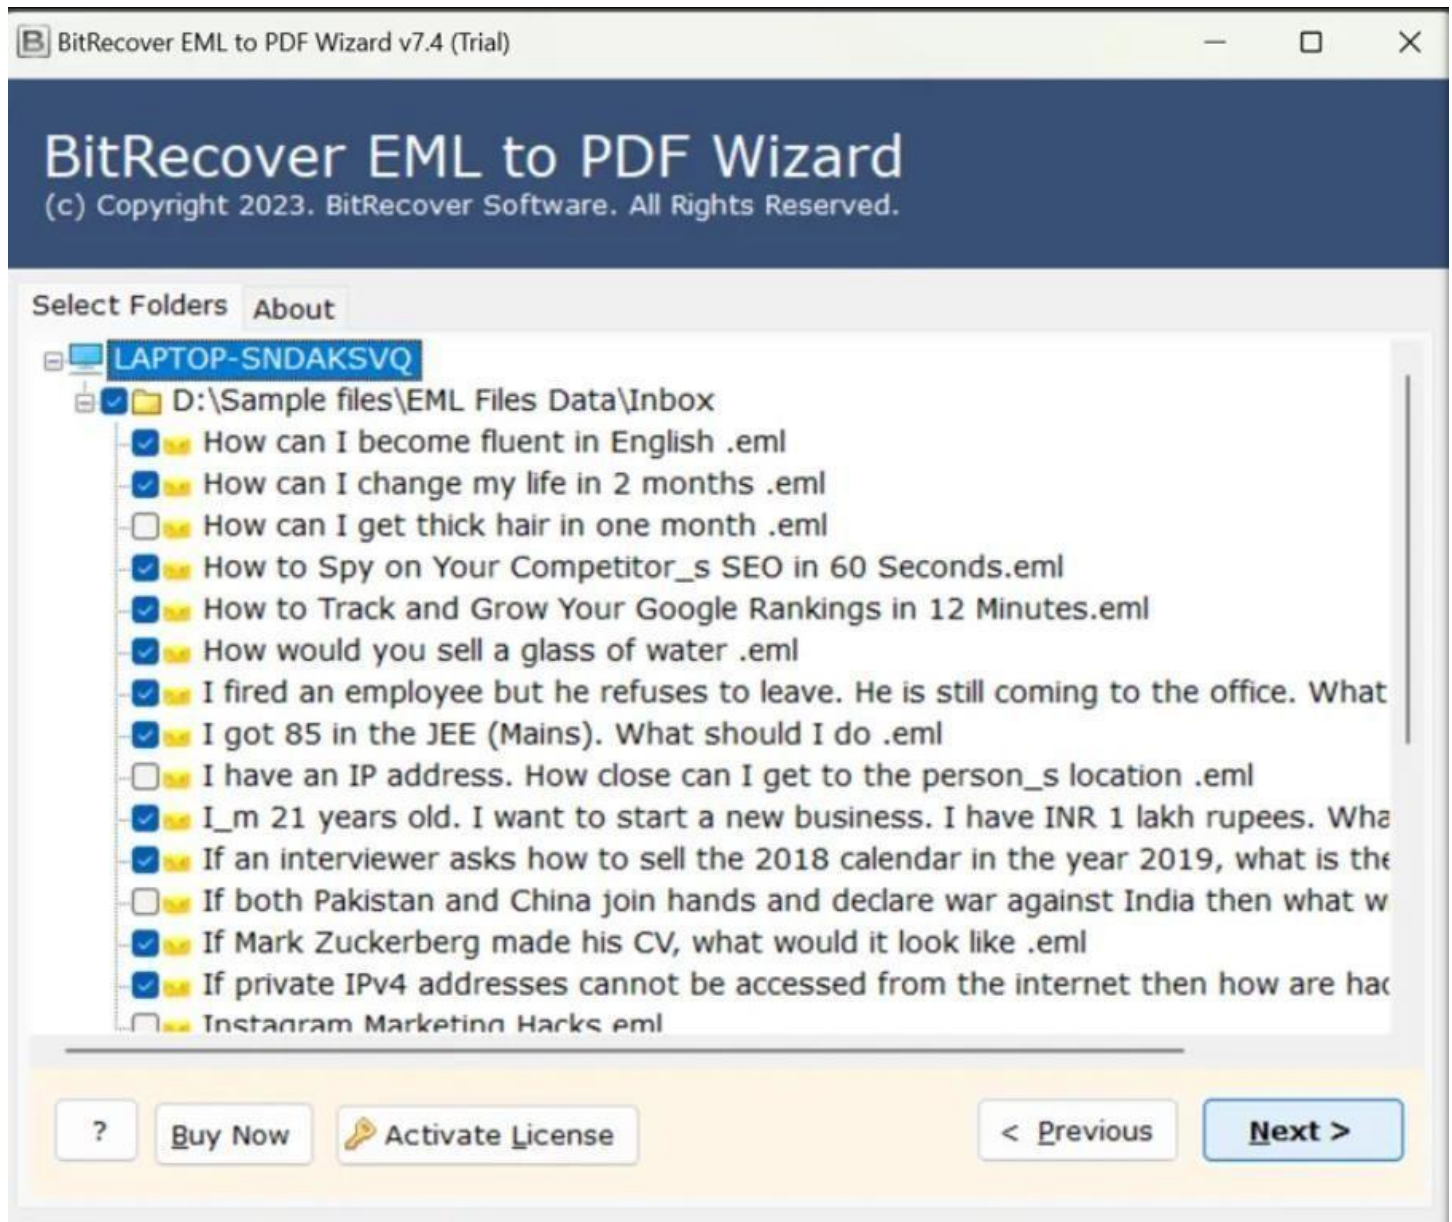 BitRecover EML to PDF Wizard v7.4 (Trial)
BitRecover EML to PDF Wizard
(c) Copyright 2023. BitRecover Software. All Rights Reserved.
Select Folders About
LAPTOP-SNDAKSVQ
D:\Sample files\EML Files Data\Inbox
How can I become fluent in English .eml
How can I change my life in 2 months .eml
How can I get thick hair in one month .eml
How to Spy on Your Competitor_s SEO in 60 Seconds.eml
How to Track and Grow Your Google Rankings in 12 Minutes.eml
How would you sell a glass of water .eml
I fired an employee but he refuses to leave. He is still coming to the office. What
I got 85 in the JEE (Mains). What should I do .eml
I have an IP address. How close can I get to the person_s location .eml
I_m 21 years old. I want to start a new business. I have INR 1 lakh rupees. Wha
If an interviewer asks how to sell the 2018 calendar in the year 2019, what is the
If both Pakistan and China join hands and declare war against India then what w
If Mark Zuckerberg made his CV, what would it look like .eml
If private IPv4 addresses cannot be accessed from the internet then how are hac
Instagram Marketing Hacks.eml
? Buy Now Activate License < Previous Next >